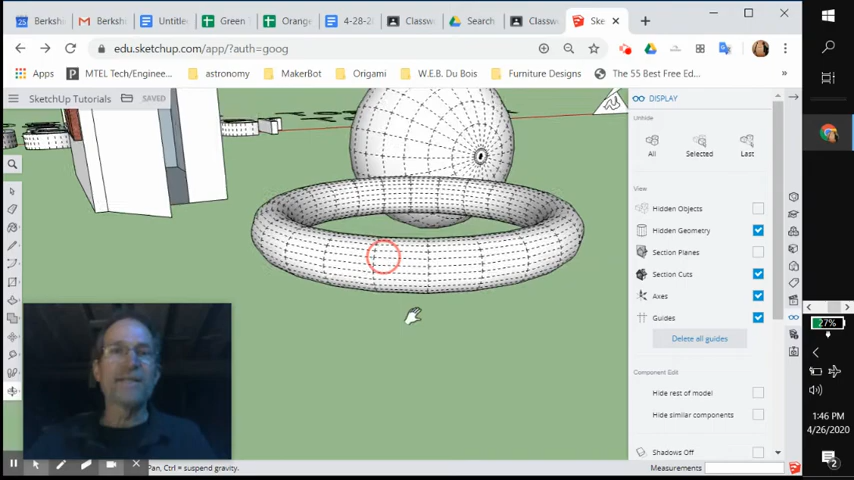 Berkshi
Berksh
Untitle
Green
Orange
4-28-2
Classw
Search
Classw
Ske
edu.sketchup.com/app/?auth=goog
Apps
MTEL Tech/Enginee...
astronomy
MakerBot
Origami
W.E.B. Du Bois
Furniture Designs
The 55 Best Free Ed...
SketchUp Tutorials
SAVED
DISPLAY
Unhide
All
Selected
Last
View
Hidden Objects
Hidden Geometry
Section Planes
Section Cuts
Axes
Guides
Delete all guides
Component Edit
Hide rest of model
Hide similar components
Shadows Off
Pan, Ctrl = suspend gravity.
Measurements
27%
1:46 PM
4/26/2020
2